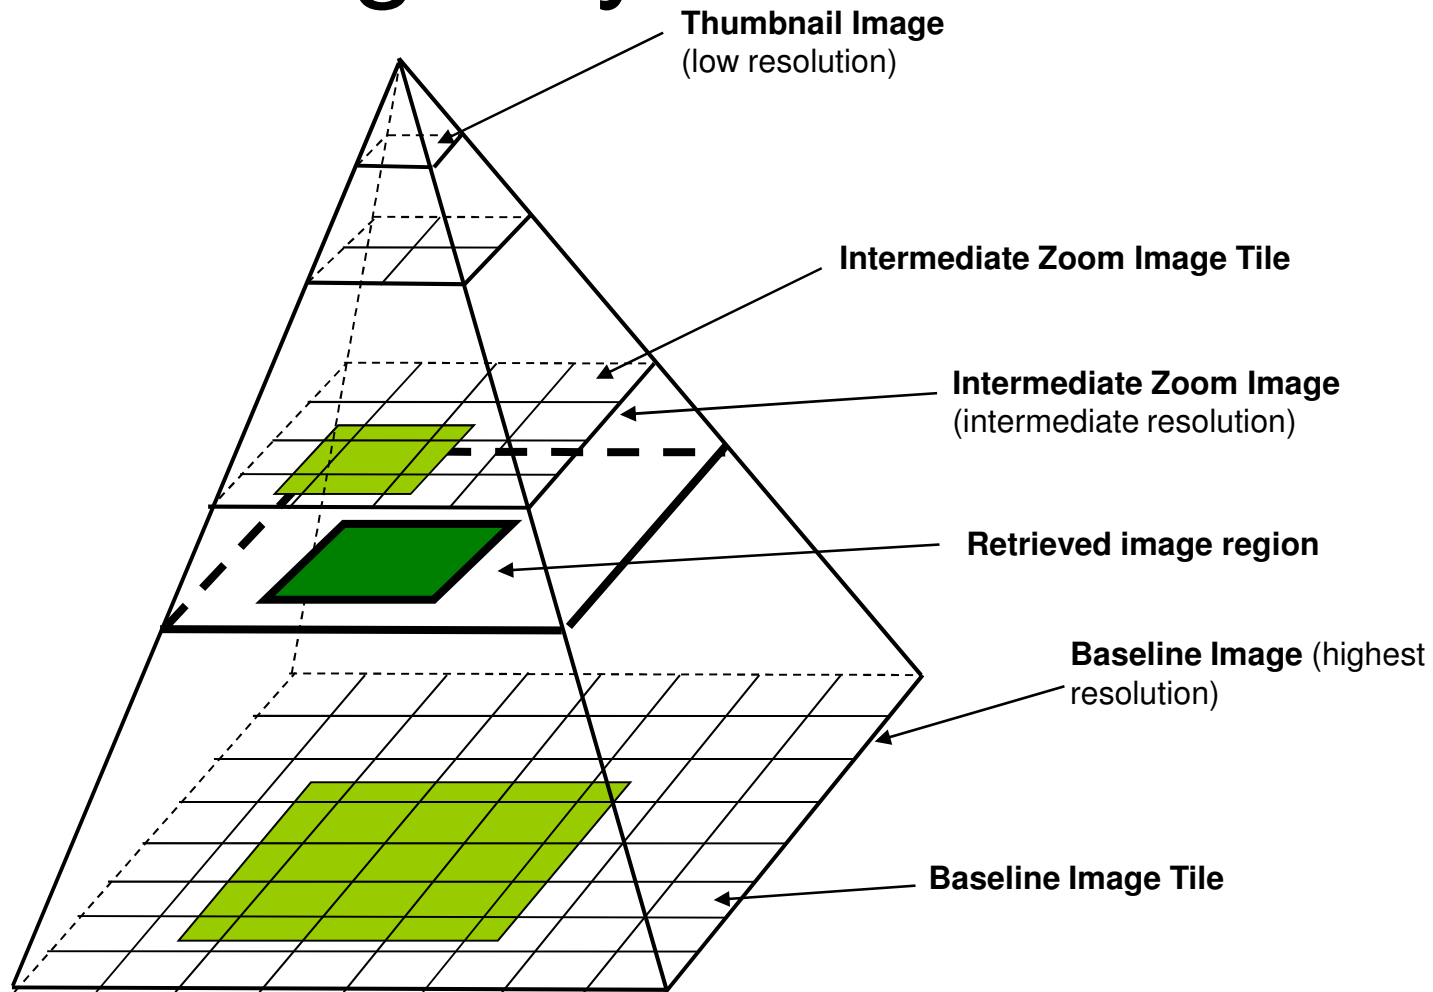 Thumbnail Image
(low resolution)
Intermediate Zoom Image Tile
Intermediate Zoom Image
(intermediate resolution)
Retrieved image region
Baseline Image (highest
resolution)
Baseline Image Tile